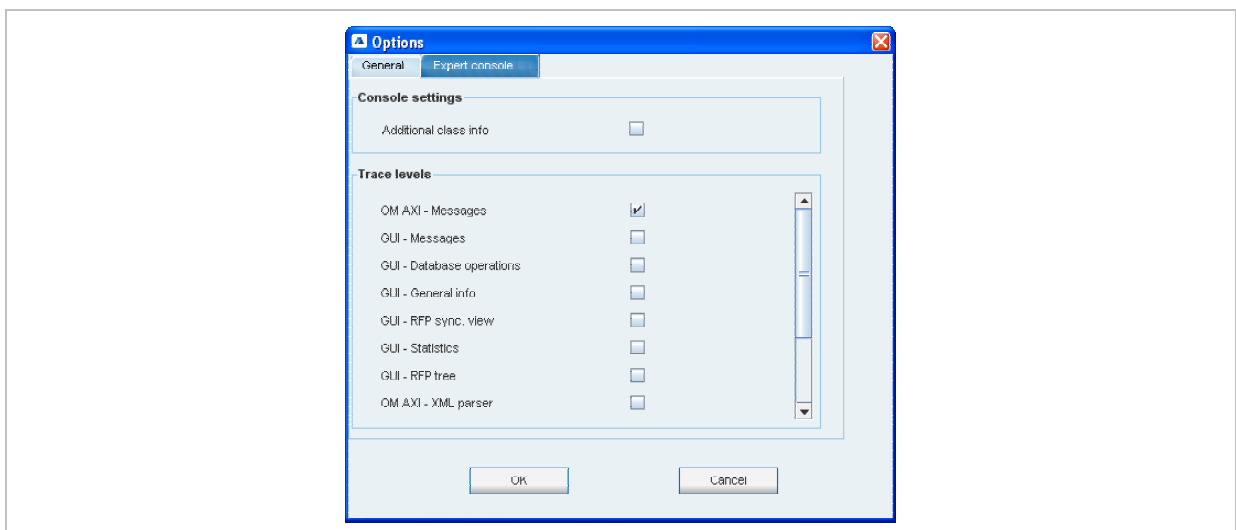 Options
General Expert console
Console settings
Additional class info
Trace levels
OM AXI - Messages
GUI - Messages
GUI - Database operations
GUI - General info
GUI - RFP sync. view
GUI - Statistics
GUI - RFP tree
OM AXI - XML parser
OK Cancel